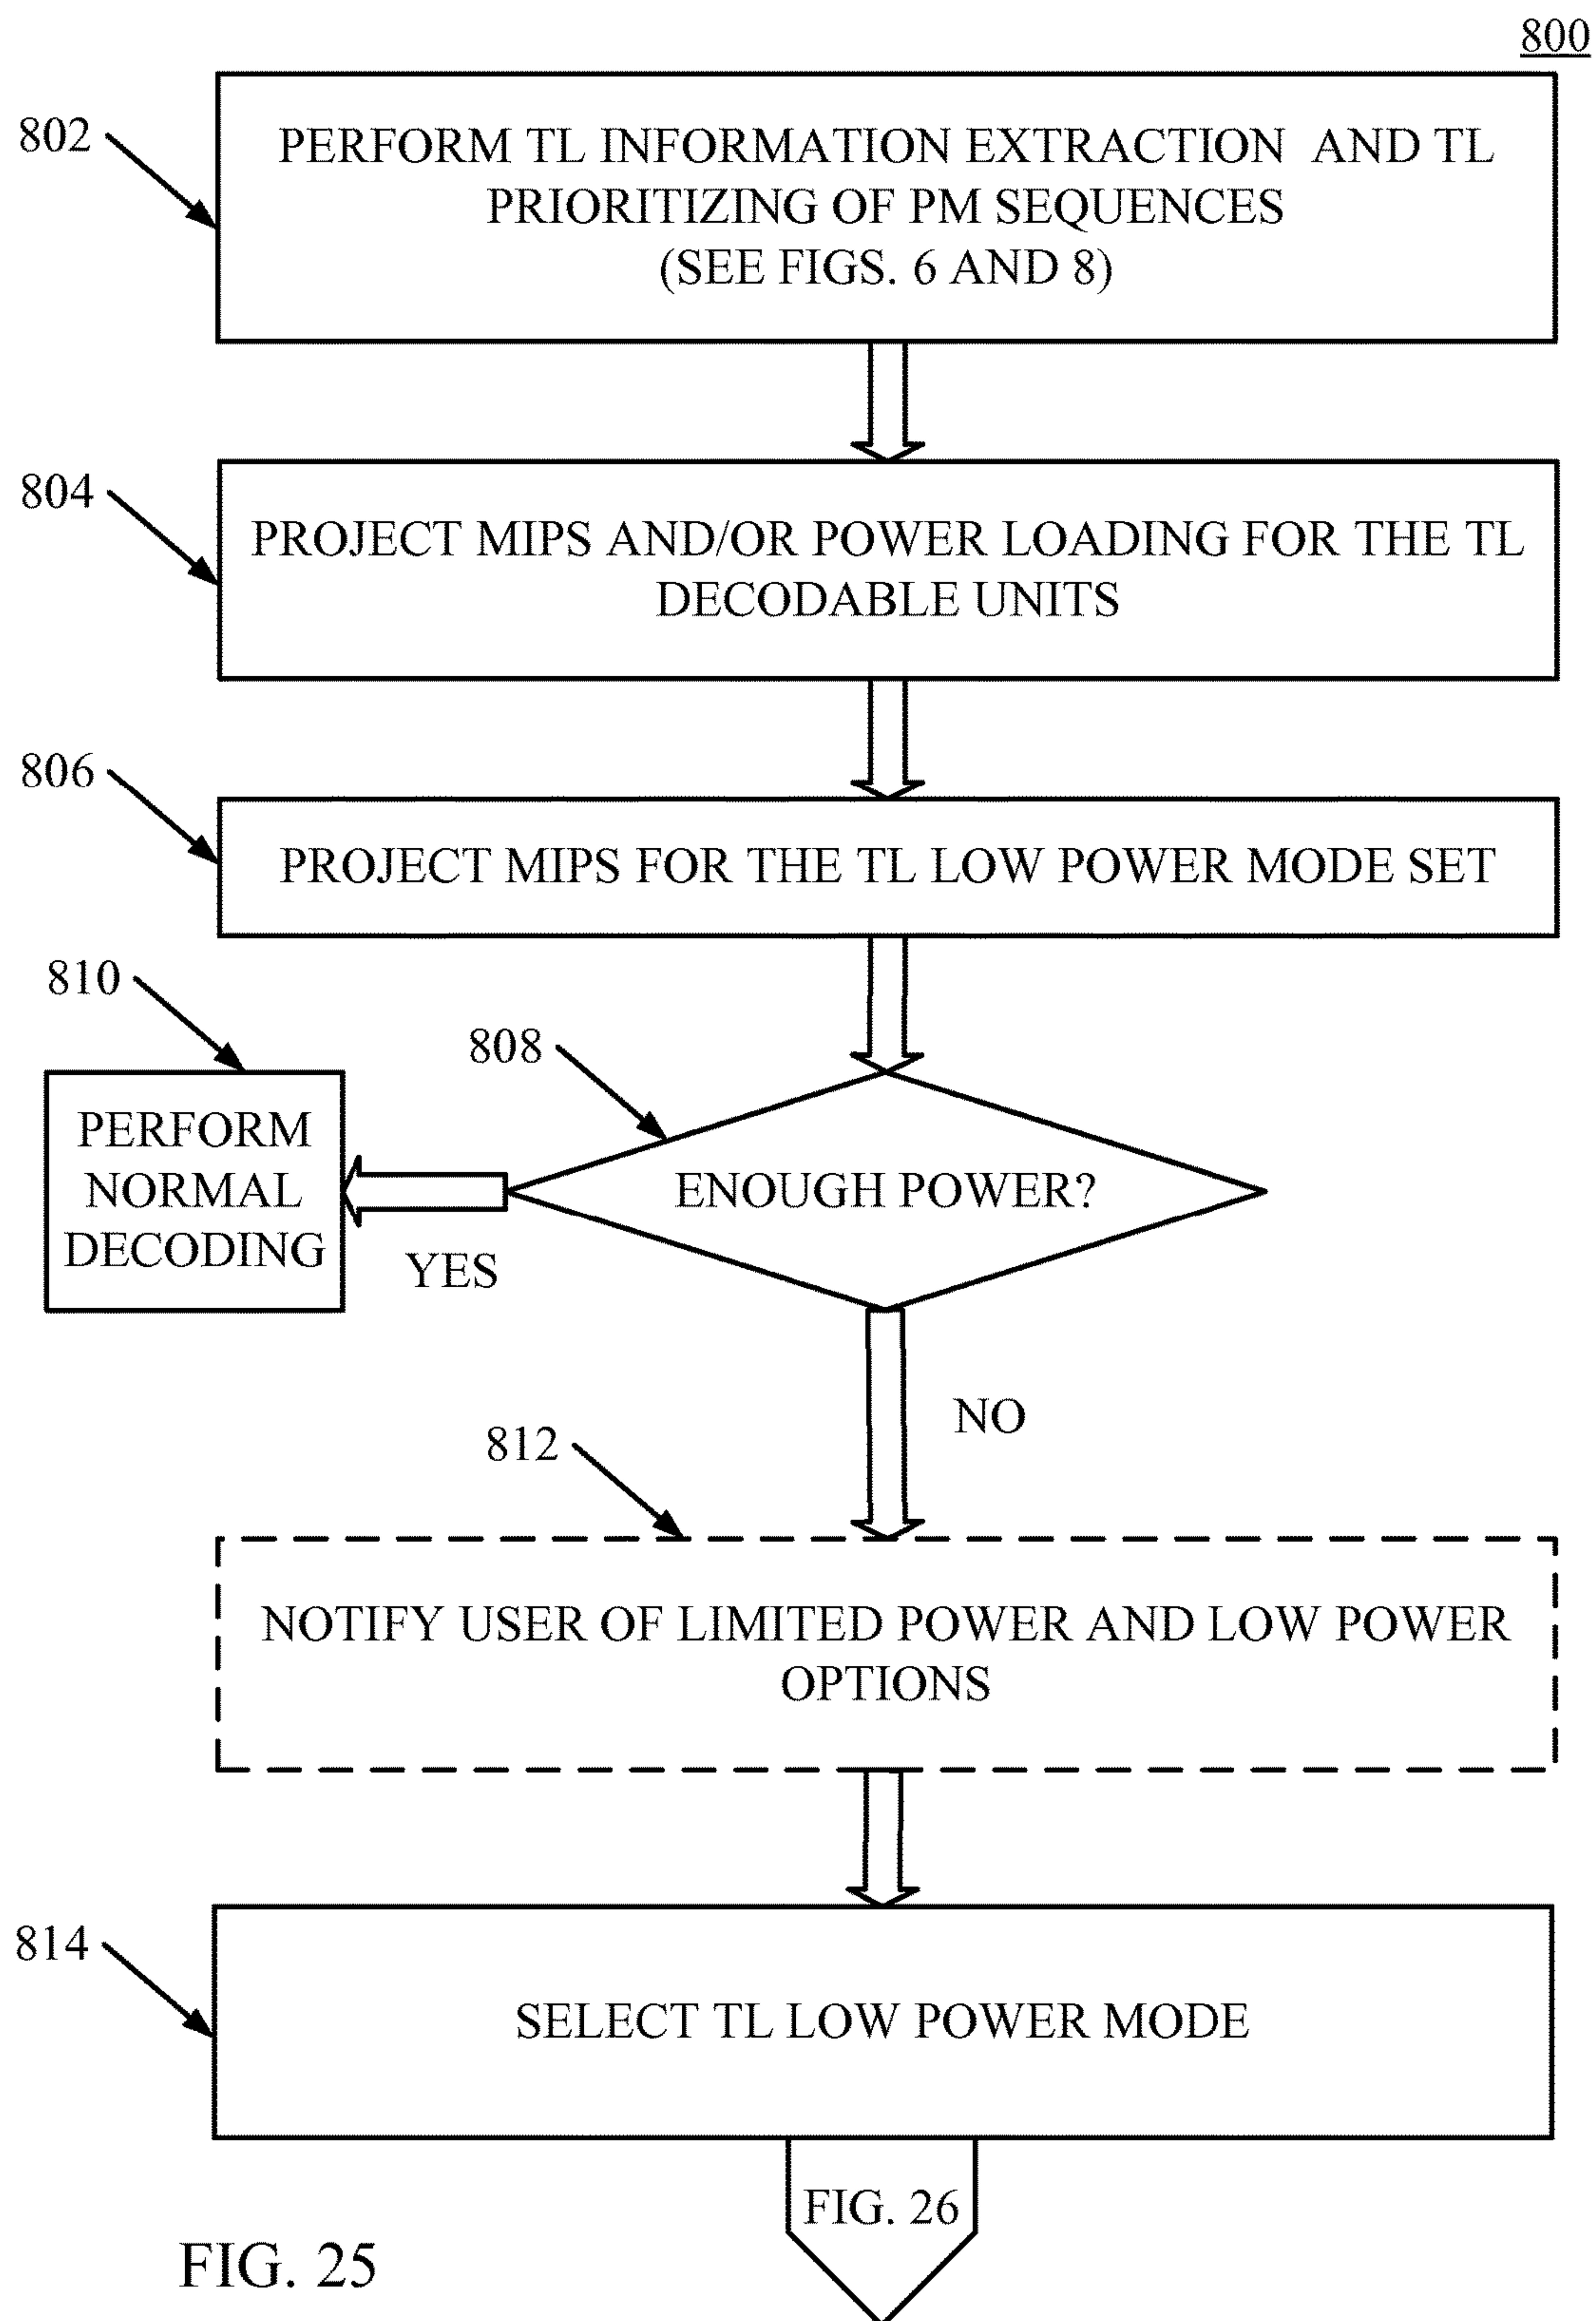 800
802
PERFORM TL INFORMATION EXTRACTION AND TL
PRIORITIZING OF PM SEQUENCES
(SEE FIGS. 6 AND 8)
804
PROJECT MIPS AND/OR POWER LOADING FOR THE TL
DECODABLE UNITS
806
PROJECT MIPS FOR THE TL LOW POWER MODE SET
810
808
PERFORM
NORMAL
DECODING
ENOUGH POWER?
YES
NO
812
NOTIFY USER OF LIMITED POWER AND LOW POWER
OPTIONS
814
SELECT TL LOW POWER MODE
FIG. 26
FIG. 25